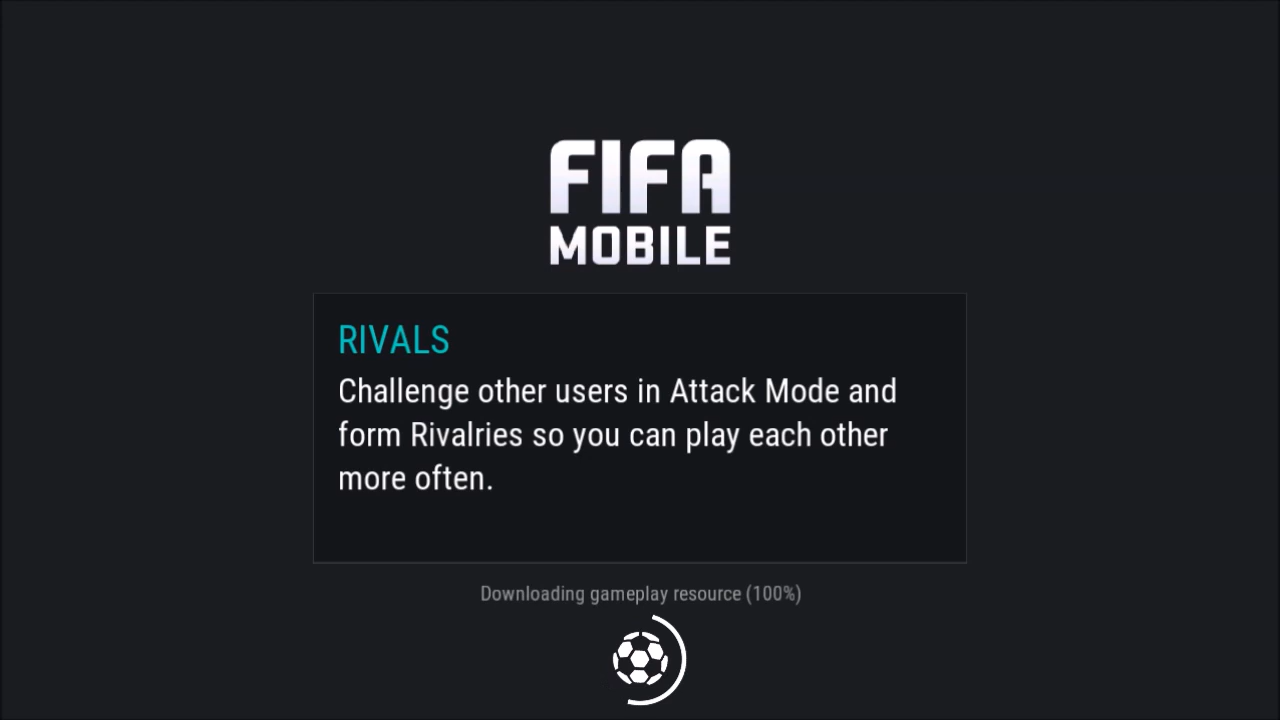 FIFA
MOBILE
RIVALS
Challenge other users in Attack Mode and
form Rivalries so you can play each other
more often.
Downloading gameplay resource (100%)